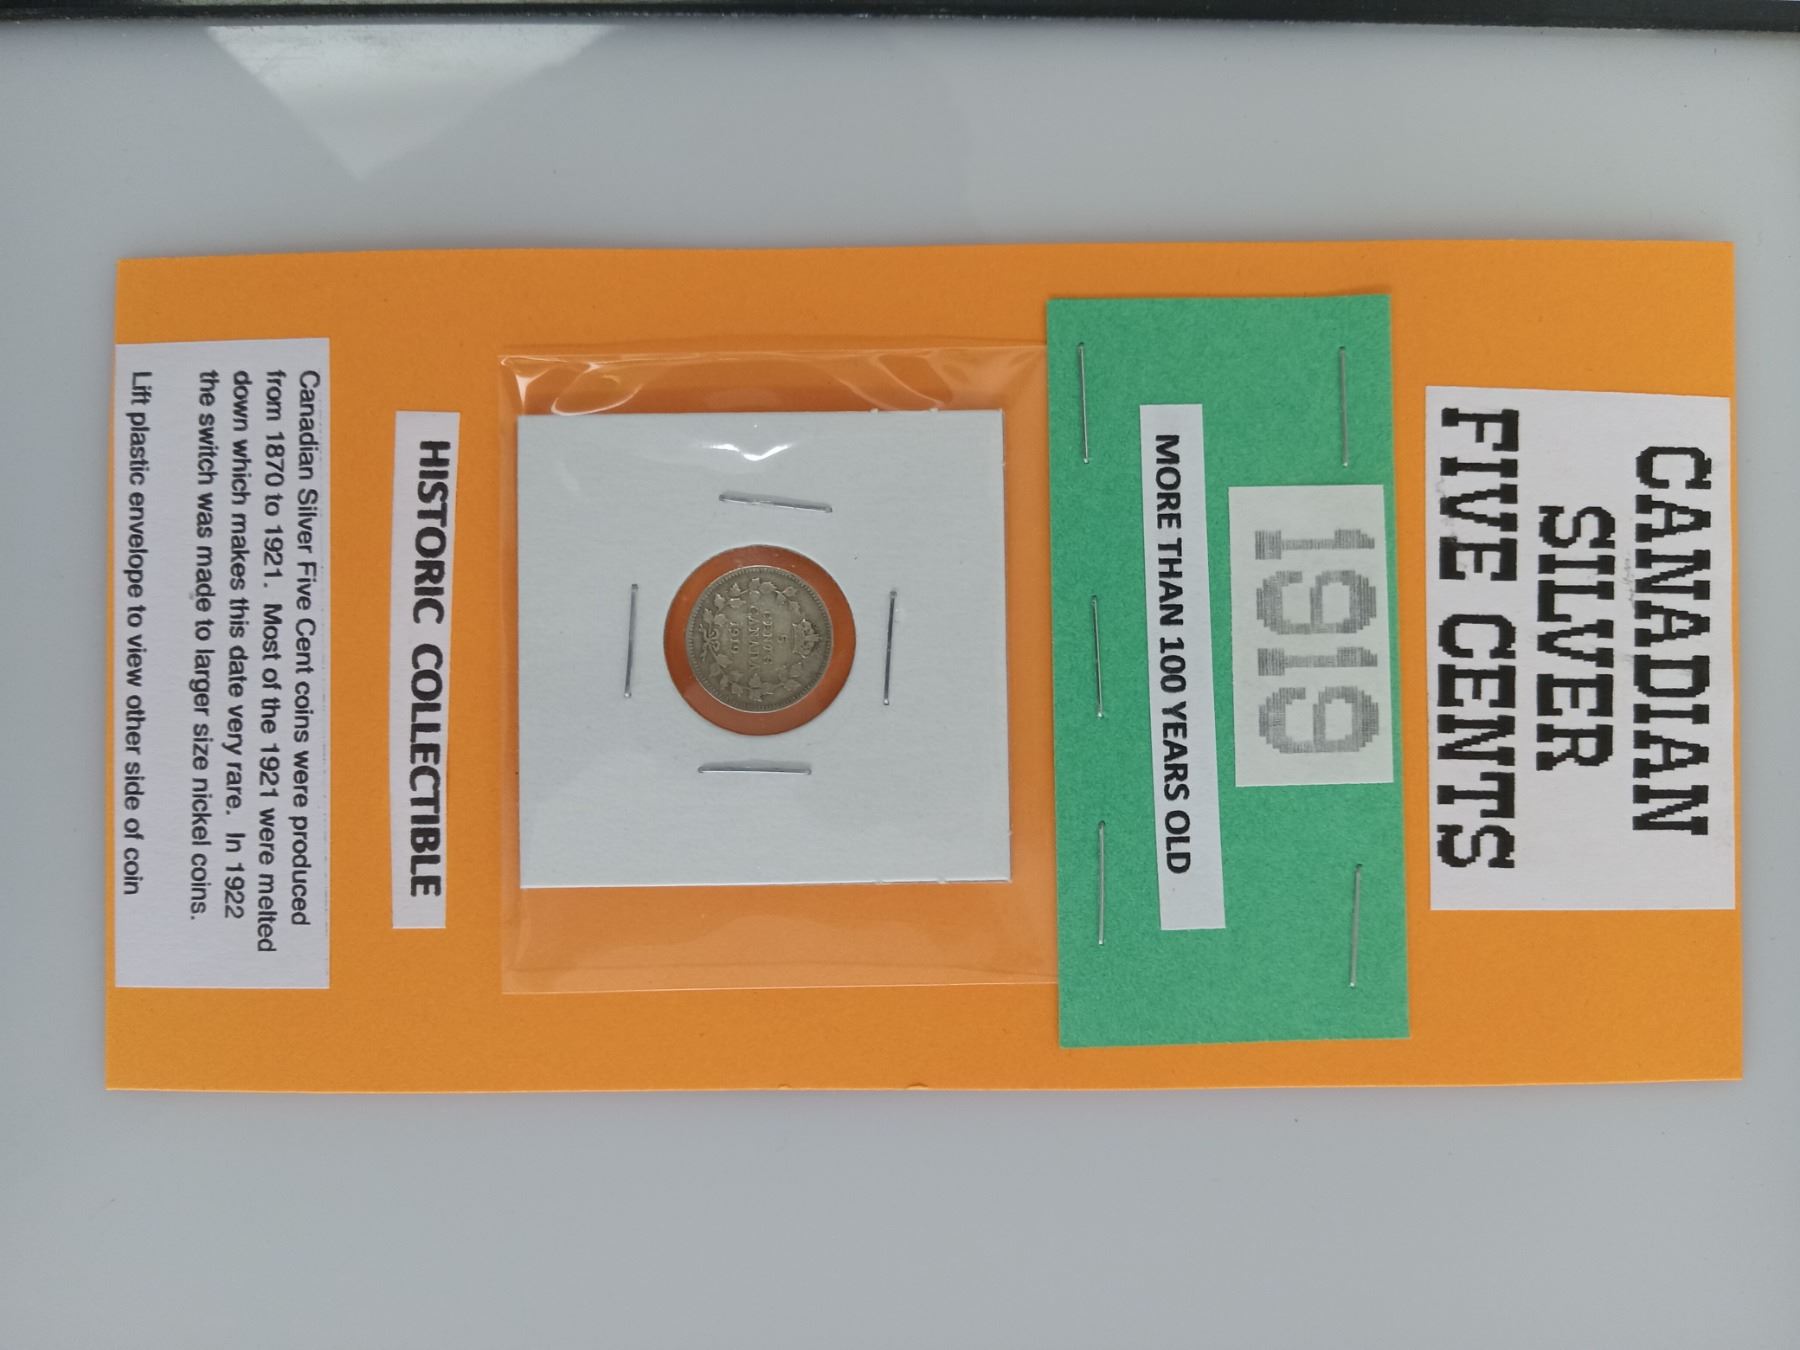 CANADIAN
SILVER
FIVE CENTS
1919
MORE THAN 100 YEARS OLD
5
CENTS
CANADA
1919
HISTORIC COLLECTIBLE
Canadian Silver Five Cent coins were produced
from 1870 to 1921. Most of the 1921 were melted
down which makes this date very rare. In 1922
the switch was made to larger size nickel coins.
Lift plastic envelope to view other side of coin